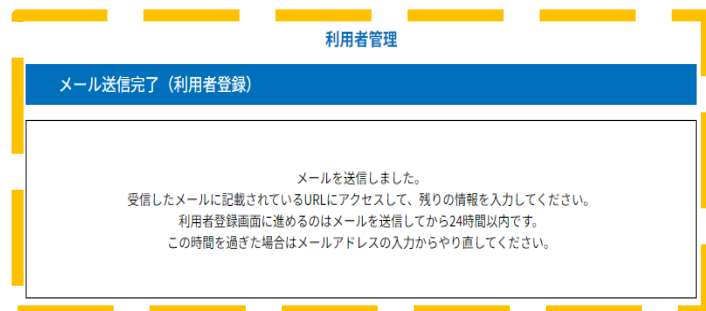 利用者管理
メール送信完了（利用者登録）
メールを送信しました。
受信したメールに記載されているURLにアクセスして、残りの情報を入力してください。
利用者登録画面に進めるのはメールを送信してから24時間以内です。
この時間を過ぎた場合はメールアドレスの入力からやり直してください。